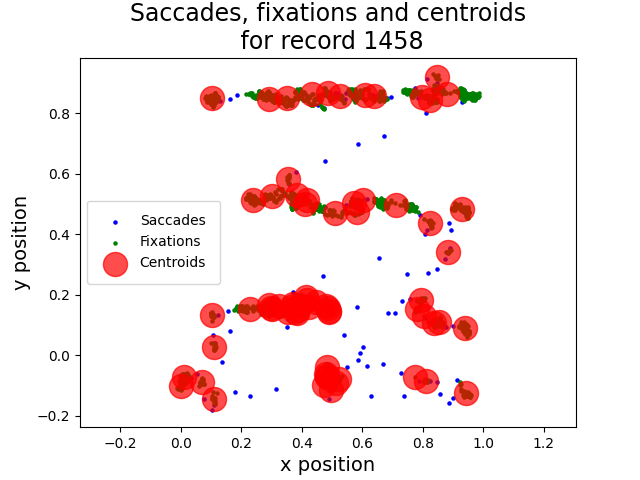 Saccades, fixations and centroids
for record 1458
y position
0.8
0.6
0.4
0.2
0.0
−0.2
Saccades
Fixations
Centroids
−0.2
0.0
0.2
0.4
0.6
0.8
1.0
1.2
x position